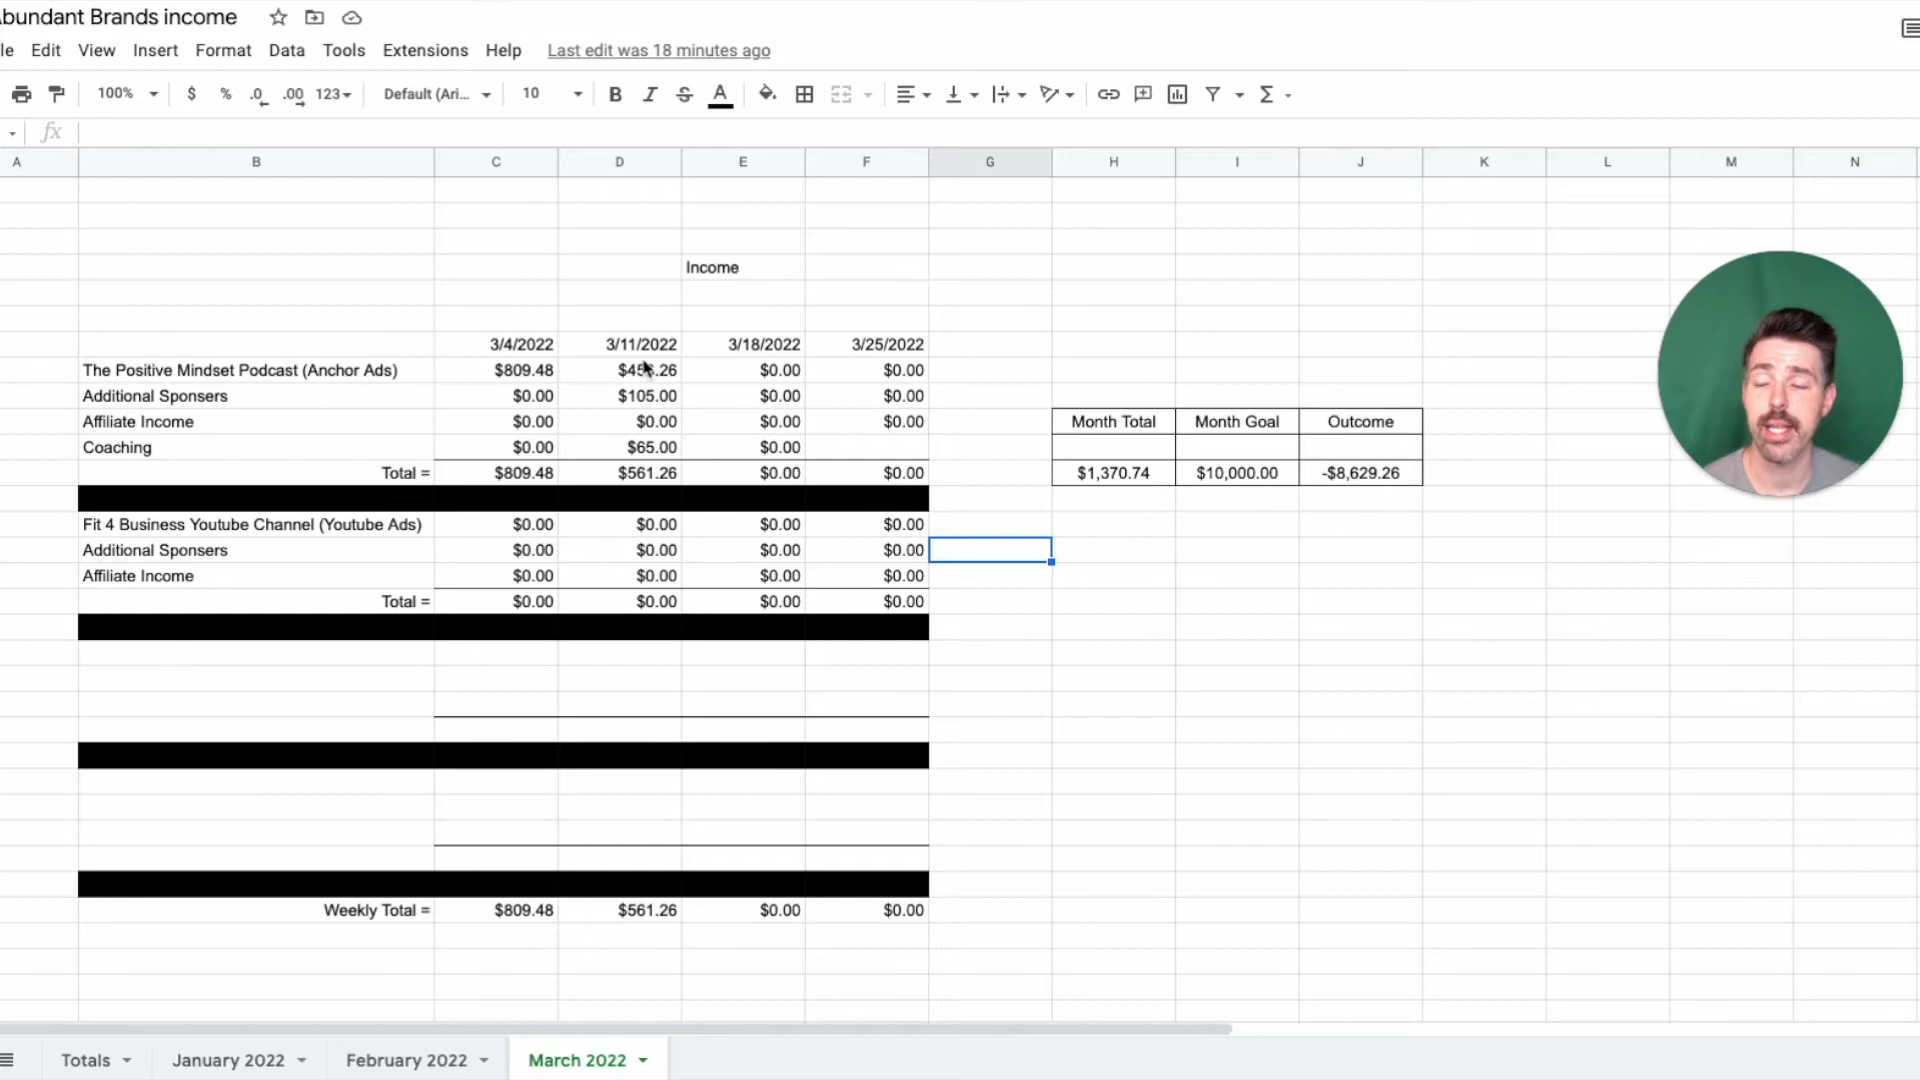 bundant Brands income
le Edit View Insert Format Data Tools Extensions Help Last edit was 18 minutes ago
100% $ % .0 .00 123 Default (Ari... 10 B I S A Σ
fx
A B C D E F G H I J K L M N
Income
3/4/2022 3/11/2022 3/18/2022 3/25/2022
The Positive Mindset Podcast (Anchor Ads) $809.48 $0.00 $0.00
Additional Sponsers $0.00 $105.00 $0.00 $0.00
Affiliate Income $0.00 $0.00 $0.00 $0.00 Month Total Month Goal Outcome
Coaching $0.00 $65.00 $0.00
Total = $809.48 $561.26 $0.00 $0.00 $1,370.74 $10,000.00 -$8,629.26
Fit 4 Business Youtube Channel (Youtube Ads) $0.00 $0.00 $0.00 $0.00
Additional Sponsers $0.00 $0.00 $0.00 $0.00
Affiliate Income $0.00 $0.00 $0.00 $0.00
Total = $0.00 $0.00 $0.00 $0.00
Weekly Total = $809.48 $561.26 $0.00 $0.00
Totals January 2022 February 2022 March 2022